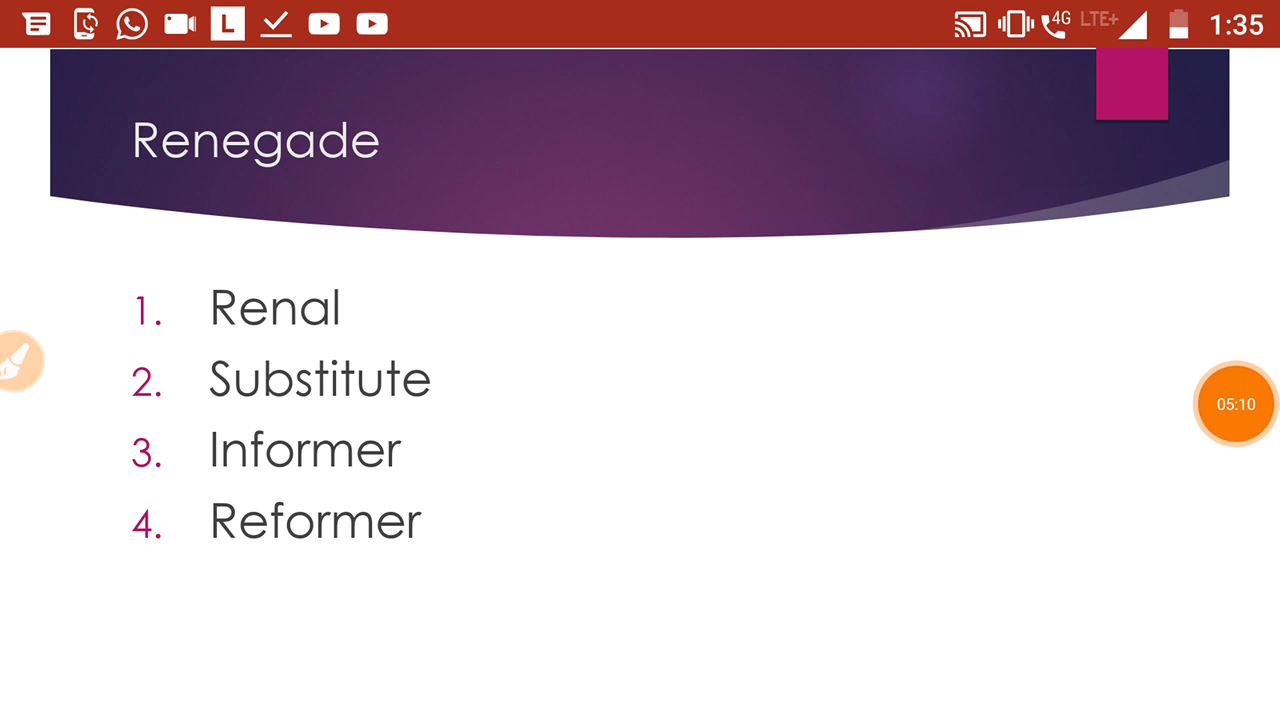 L
4G
LTE+
1:35
Renegade
1. Renal
2. Substitute
3. Informer
4. Reformer
05:10